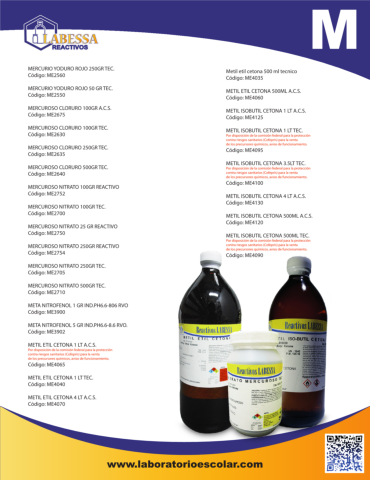 LABESSA
REACTIVOS
M
MERCURIO YODURO ROJO 250GR TEC.
Código: ME2560
MERCURIO YODURO ROJO 50 GR TEC.
Código: ME2550
MERCUROSO CLORURO 100GR A.C.S.
Código: ME2675
MERCUROSO CLORURO 100GR TEC.
Código: ME2630
MERCUROSO CLORURO 250GR TEC.
Código: ME2635
MERCUROSO CLORURO 500GR TEC.
Código: ME2640
MERCUROSO NITRATO 100GR REACTIVO
Código: ME2752
MERCUROSO NITRATO 100GR TEC.
Código: ME2700
MERCUROSO NITRATO 25 GR REACTIVO
Código: ME2750
MERCUROSO NITRATO 250GR REACTIVO
Código: ME2754
MERCUROSO NITRATO 250GR TEC.
Código: ME2705
MERCUROSO NITRATO 500GR TEC.
Código: ME2710
META NITROFENOL 1 GR IND.PH6.6-806 RVO
Código: ME3900
META NITROFENOL 5 GR IND.PH6.6-8.6 RVO.
Código: ME3902
METIL ETIL CETONA 1 LT A.C.S.
Por disposición de la comisión federal para la protección
contra riesgos sanitarios (Cofepris) para la venta
de los precursores químicos, aviso de funcionamiento.
Código: ME4065
METIL ETIL CETONA 1 LT TEC.
Código: ME4040
METIL ETIL CETONA 4 LT A.C.S.
Código: ME4070
Metil etil cetona 500 ml tecnico
Código: ME4035
METIL ETIL CETONA 500ML A.C.S.
Código: ME4060
METIL ISOBUTIL CETONA 1 LT A.C.S.
Código: ME4125
METIL ISOBUTIL CETONA 1 LT TEC.
Por disposición de la comisión federal para la protección
contra riesgos sanitarios (Cofepris) para la venta
de los precursores químicos, aviso de funcionamiento.
Código: ME4095
METIL ISOBUTIL CETONA 3.5LT TEC.
Por disposición de la comisión federal para la protección
contra riesgos sanitarios (Cofepris) para la venta
de los precursores químicos, aviso de funcionamiento.
Código: ME4100
METIL ISOBUTIL CETONA 4 LT A.C.S.
Código: ME4130
METIL ISOBUTIL CETONA 500ML A.C.S.
Código: ME4120
METIL ISOBUTIL CETONA 500ML TEC.
Por disposición de la comisión federal para la protección
contra riesgos sanitarios (Cofepris) para la venta
de los precursores químicos, aviso de funcionamiento.
Código: ME4090
Reactivos LABESSA
METIL ETIL CETONA
Reactivos LABESSA
Reactivos LABESSA
METIL ISO-BUTIL CETONA
www.laboratorioescolar.com